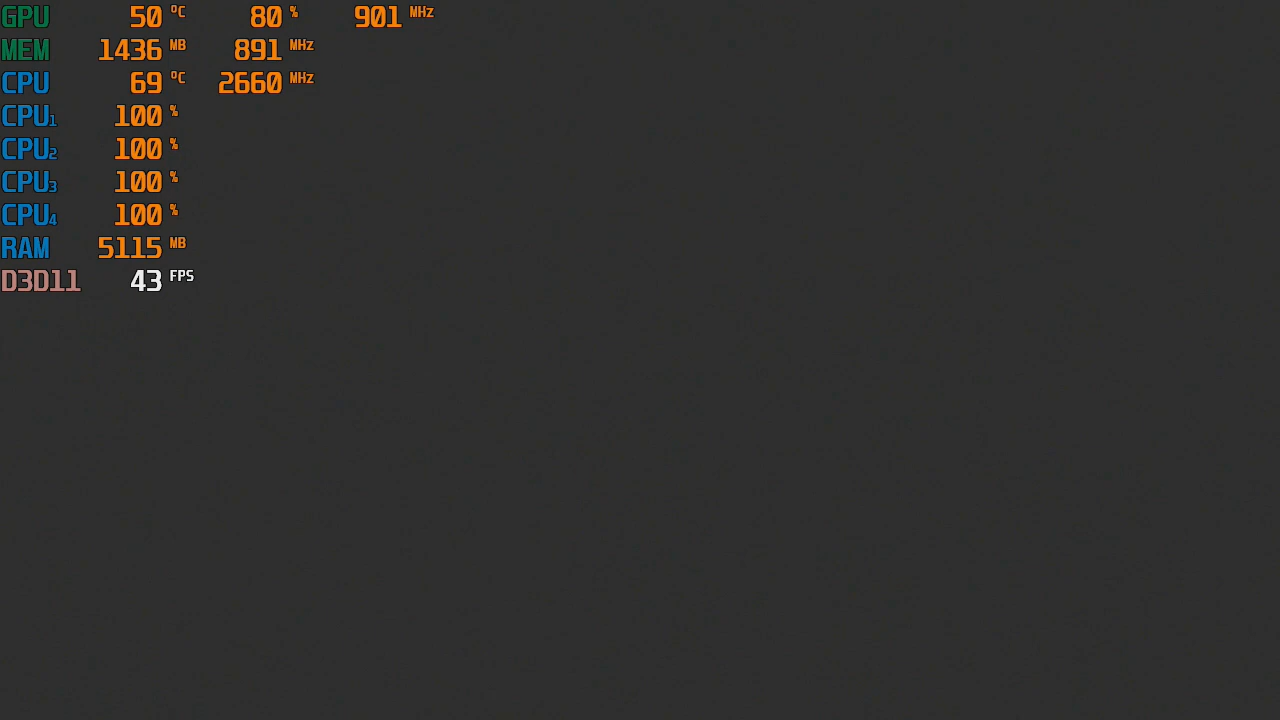 GPU 50 °C 80 % 901 MHz
MEM 1436 MB 891 MHz
CPU 69 °C 2660 MHz
CPU1 100 %
CPU2 100 %
CPU3 100 %
CPU4 100 %
RAM 5115 MB
D3D11 43 FPS